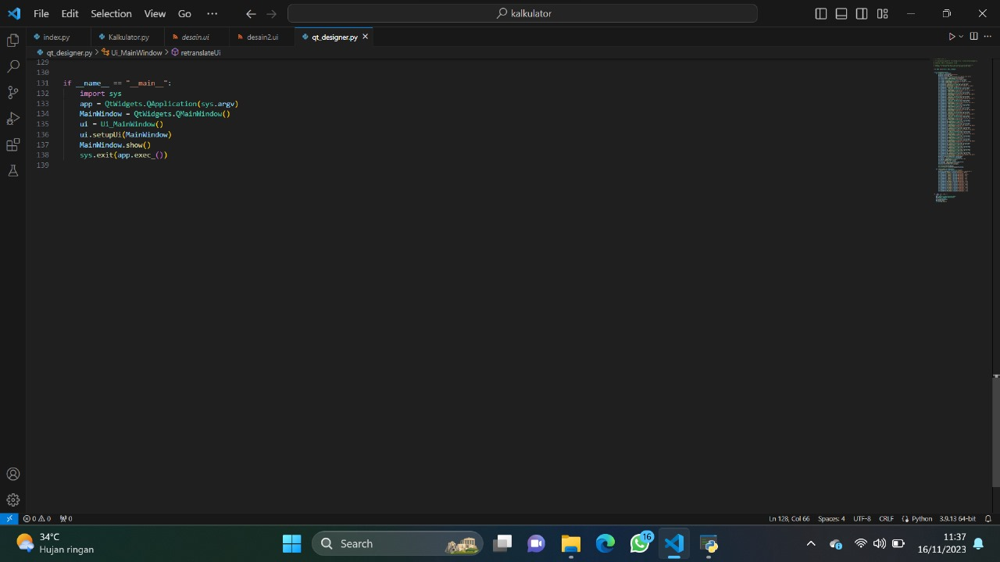 File Edit Selection View Go ··· kalkulator
index.py Kalkulator.py desain.ui desain2.ui qt_designer.py
qt_designer.py > Ui_MainWindow > retranslateUi
129
130
131 if __name__ == "__main__":
132 import sys
133 app = QtWidgets.QApplication(sys.argv)
134 MainWindow = QtWidgets.QMainWindow()
135 ui = Ui_MainWindow()
136 ui.setupUi(MainWindow)
137 MainWindow.show()
138 sys.exit(app.exec_())
139
0 0 0 Ln 128, Col 66 Spaces: 4 UTF-8 CRLF Python 3.9.13 64-bit
34°C
Hujan ringan
Search
16
11:37
16/11/2023